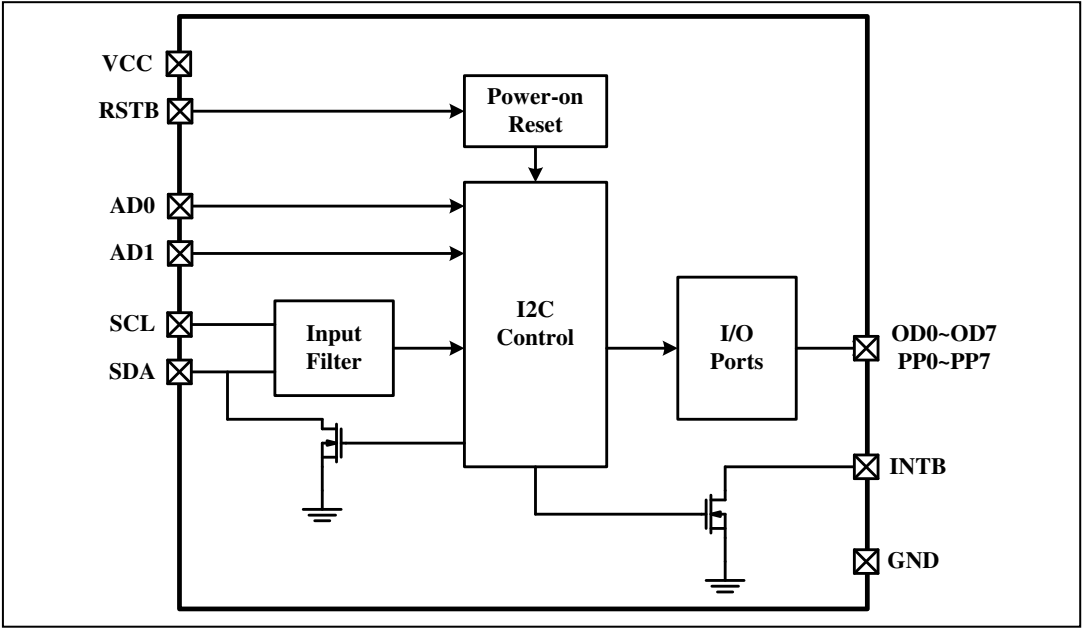 VCC
RSTB
Power-on
Reset
AD0
AD1
SCL
SDA
Input
Filter
I2C
Control
I/O
Ports
OD0~OD7
PP0~PP7
INTB
GND